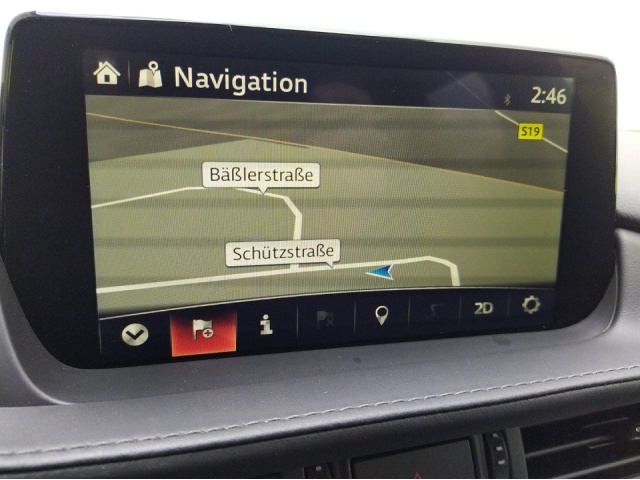 Navigation
2:46
S19
Bäßlerstraße
Schützstraße
2D